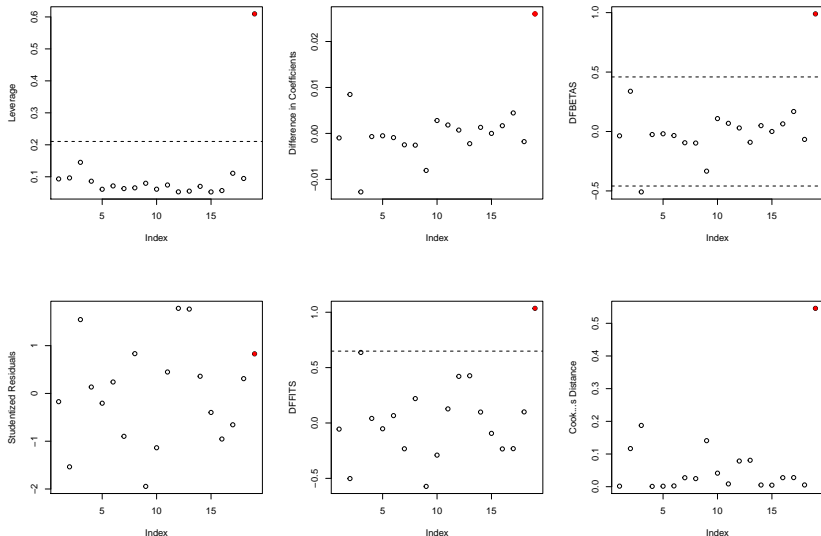 0.1 0.2 0.3 0.4 0.5 0.6
Leverage
5 10 15
Index
−0.01 0.00 0.01 0.02
Difference in Coefficients
5 10 15
Index
−0.5 0.0 0.5 1.0
DFBETAS
5 10 15
Index
−2 −1 0 1
Studentized Residuals
5 10 15
Index
−0.5 0.0 0.5 1.0
DFFITS
5 10 15
Index
0.0 0.1 0.2 0.3 0.4 0.5
Cook...s Distance
5 10 15
Index